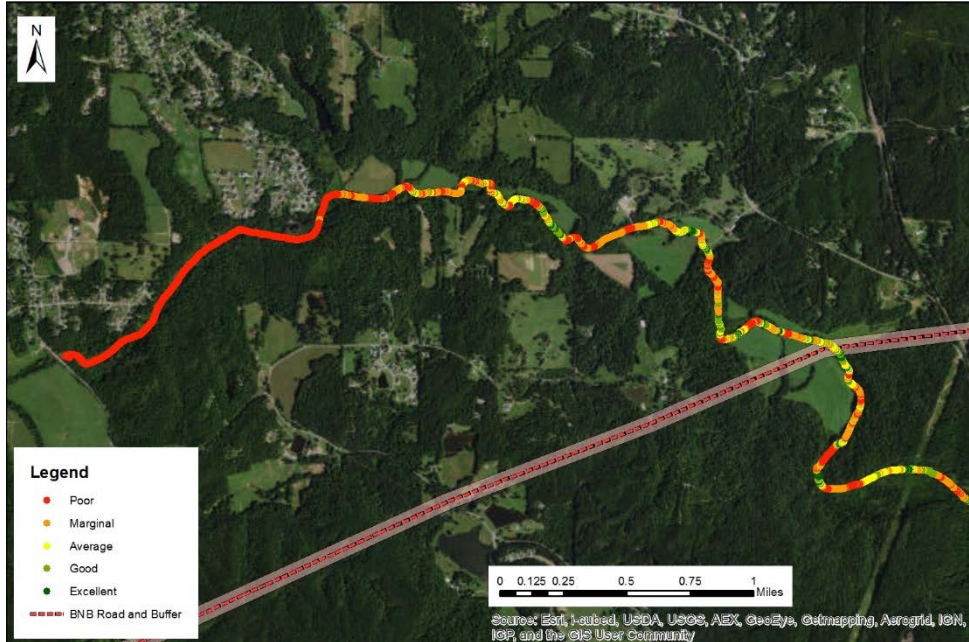 N
Legend
Poor
Marginal
Average
Good
Excellent
BNB Road and Buffer
0 0.125 0.25 0.5 0.75 1
Miles
Source: Esri, i-cubed, USDA, USGS, AEX, GeoEye, Getmapping, Aerogrid, IGN,
IGP, and the GIS User Community